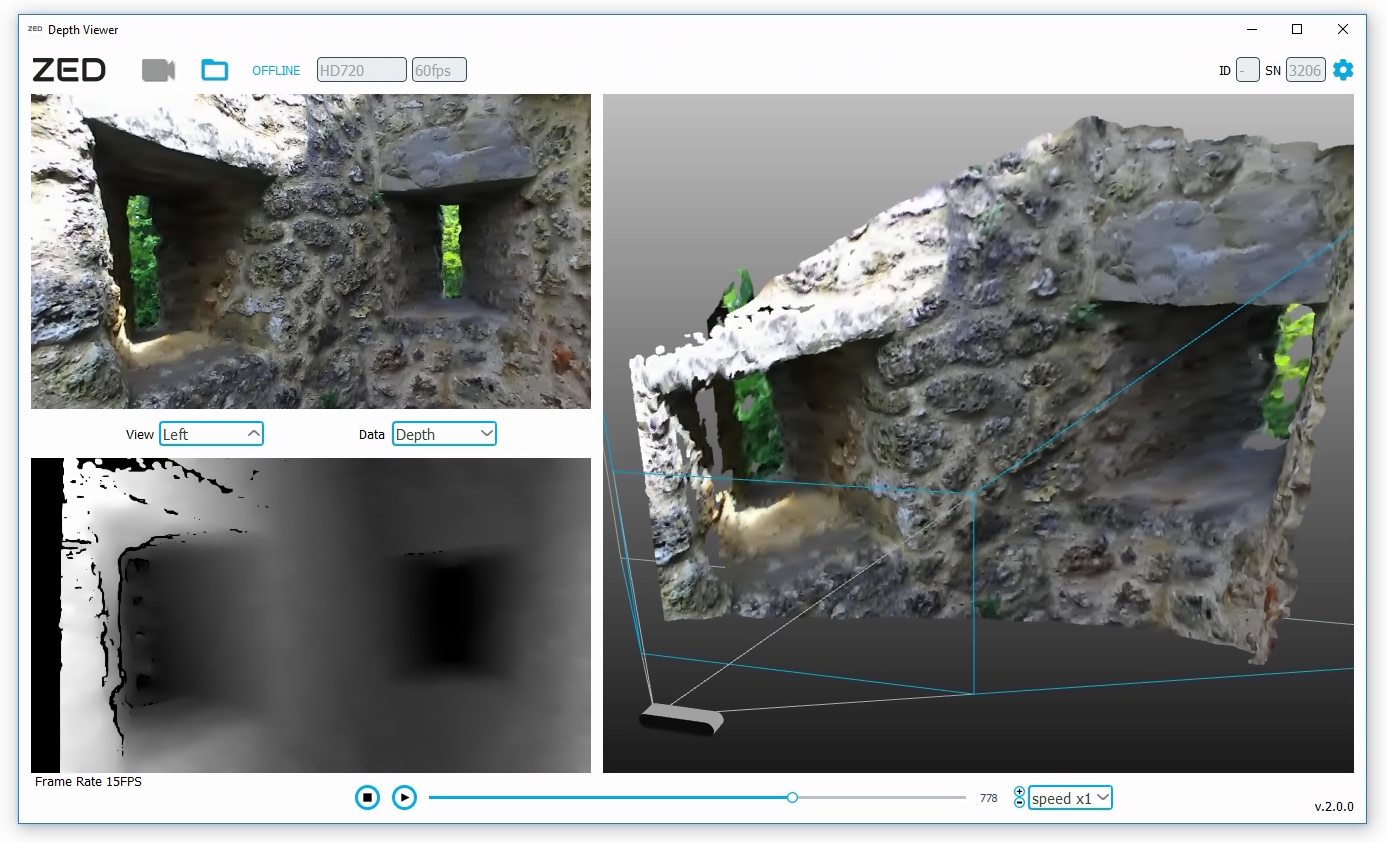 ZED Depth Viewer
ZED OFFLINE HD720 60fps ID - SN 3206
View Left Data Depth
Frame Rate 15FPS
778 speed x1
v.2.0.0